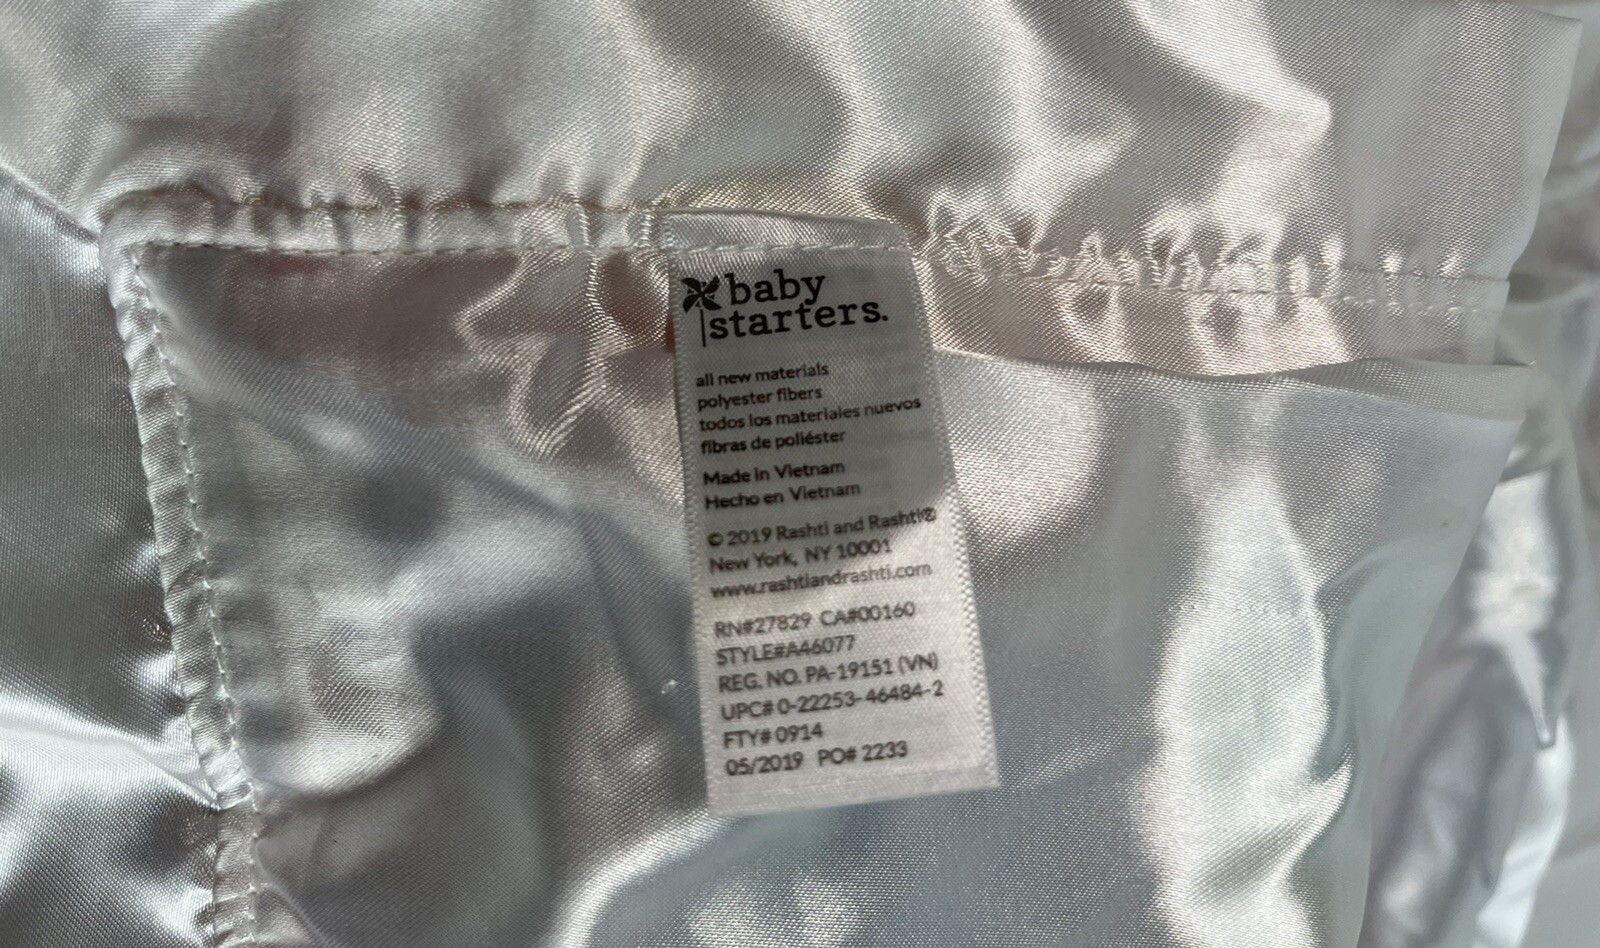 baby
starters.
all new materials
polyester fibers
todos los materiales nuevos
fibras de poliéster
Made in Vietnam
Hecho en Vietnam
© 2019 Rashti and Rashti®
New York, NY 10001
www.rashtiandrashti.com
RN#27829 CA#00160
STYLE#A46077
REG. NO. PA-19151 (VN)
UPC# 0-22253-46484-2
FTY# 0914
05/2019 PO# 2233